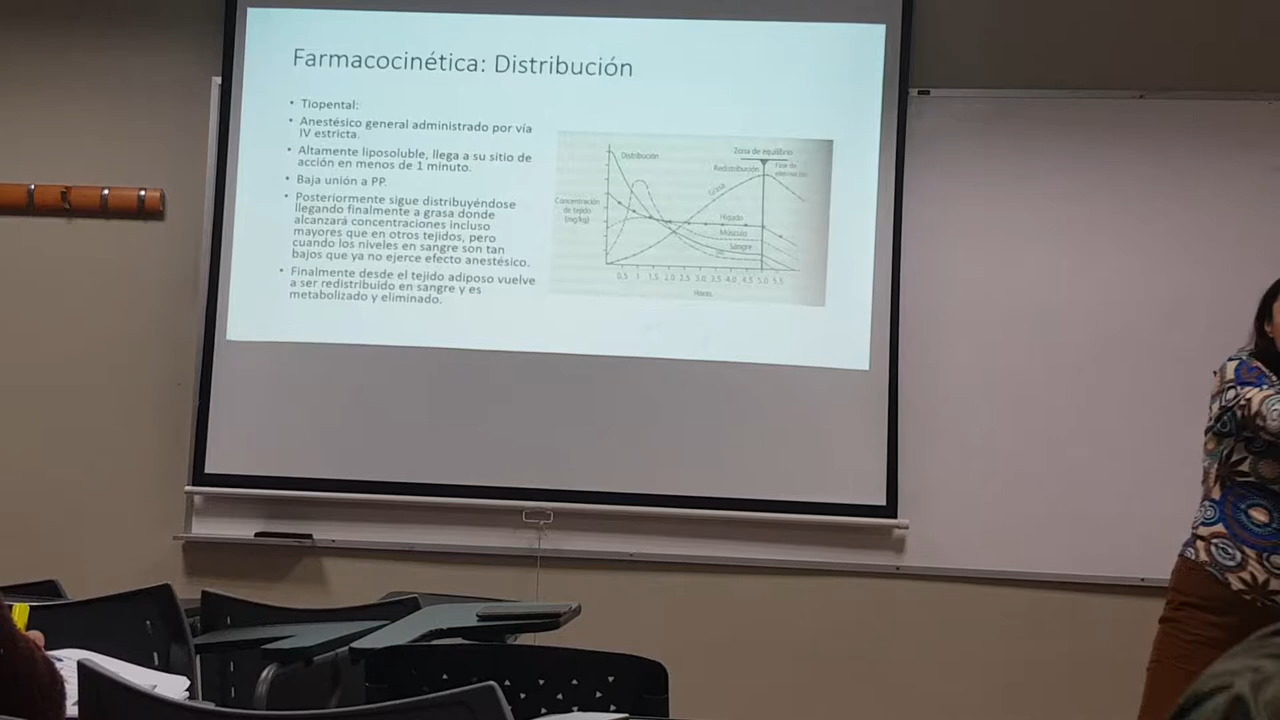 Farmacocinética: Distribución
• Tiopental:
• Anestésico general administrado por vía
IV estricta.
• Altamente liposoluble, llega a su sitio de
acción en menos de 1 minuto.
• Baja unión a PP.
• Posteriormente sigue distribuyéndose
llegando finalmente a grasa donde
alcanzará concentraciones incluso
mayores que en otros tejidos, pero
cuando los niveles en sangre son tan
bajos que ya no ejerce efecto anestésico.
• Finalmente desde el tejido adiposo vuelve
a ser redistribuido en sangre y es
metabolizado y eliminado.
Distribución
Zona de equilibrio
Redistribución
Fase de
eliminación
Grasa
Concentración
de tejido
(mg/kg)
Hígado
Músculo
Sangre
0,5 1 1,5 2,0 2,5 3,0 3,5 4,0 4,5 5,0 5,5
Horas